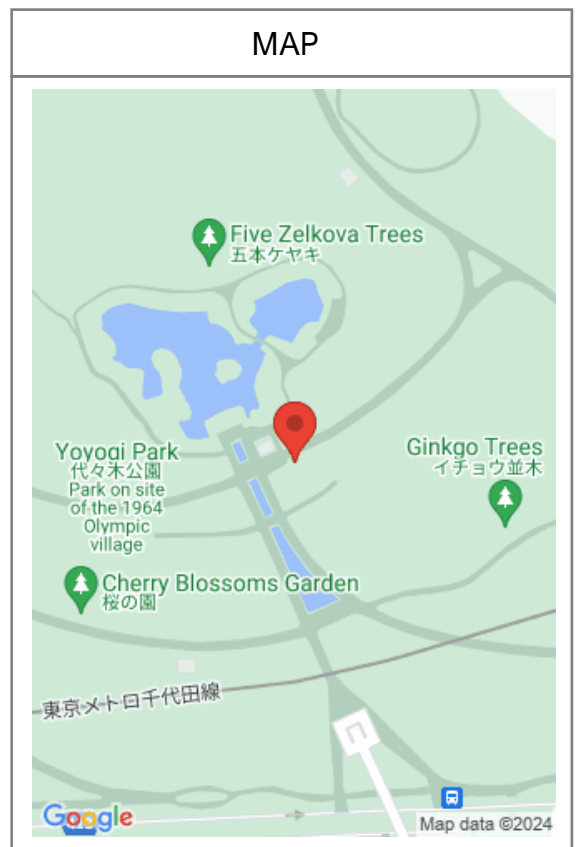 MAP
Five Zelkova Trees
五本ケヤキ
Yoyogi Park
代々木公園
Park on site
of the 1964
Olympic
village
Ginkgo Trees
イチョウ並木
Cherry Blossoms Garden
桜の園
東京メトロ千代田線
Google
Map data ©2024